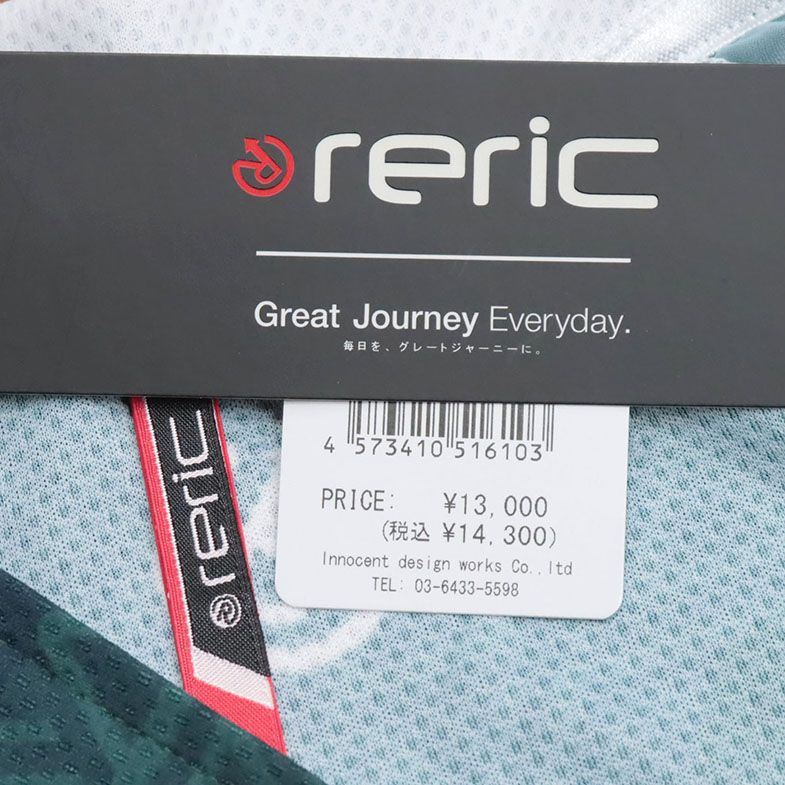 reric
Great Journey Everyday.
毎日を、グレートジャーニーに。
4 573410 516103
PRICE: ¥13,000
(税込 ¥14,300)
Innocent design works Co.,ltd
TEL: 03-6433-5598
reric